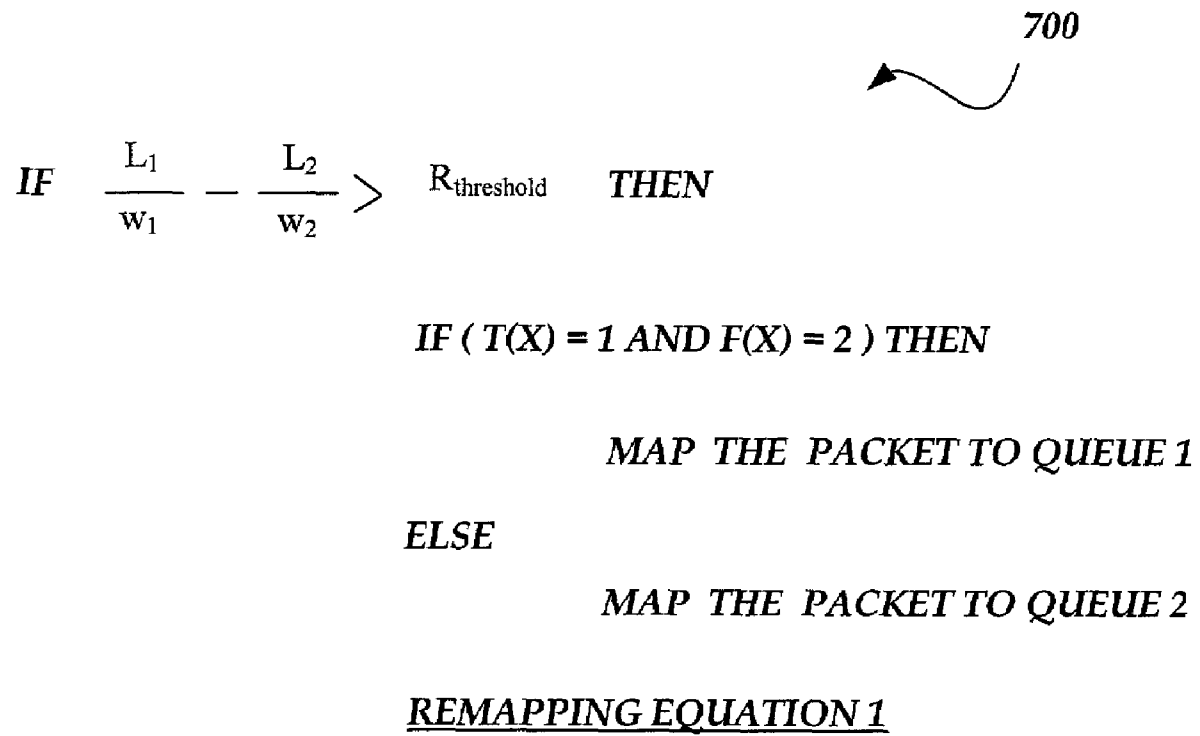 700
IF L₁/w₁ − L₂/w₂ > Rthreshold THEN
IF ( T(X) = 1 AND F(X) = 2 ) THEN
MAP THE PACKET TO QUEUE 1
ELSE
MAP THE PACKET TO QUEUE 2
REMAPPING EQUATION 1